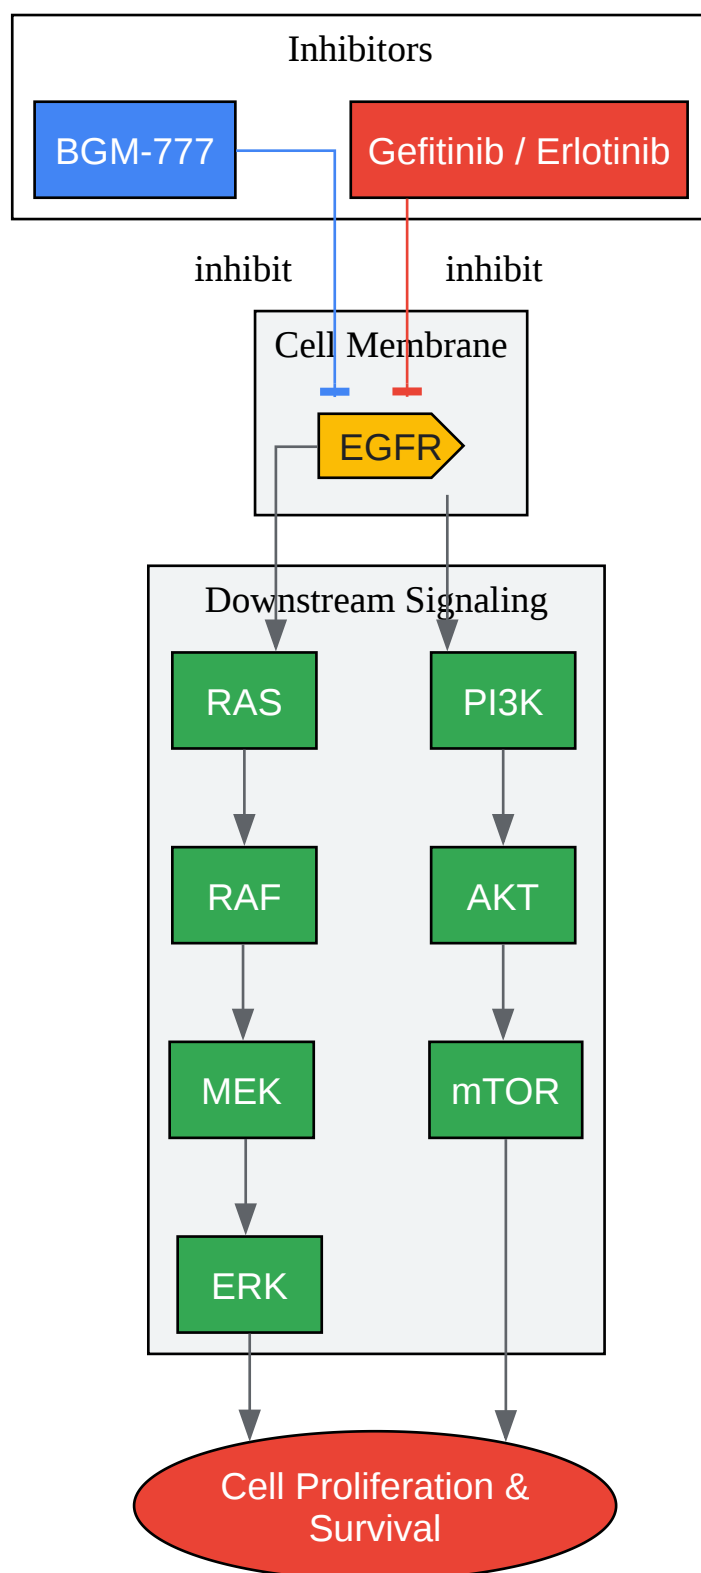 Inhibitors
BGM-777
Gefitinib / Erlotinib
inhibit
inhibit
Cell Membrane
EGFR
Downstream Signaling
RAS
PI3K
RAF
AKT
MEK
mTOR
ERK
Cell Proliferation &
Survival